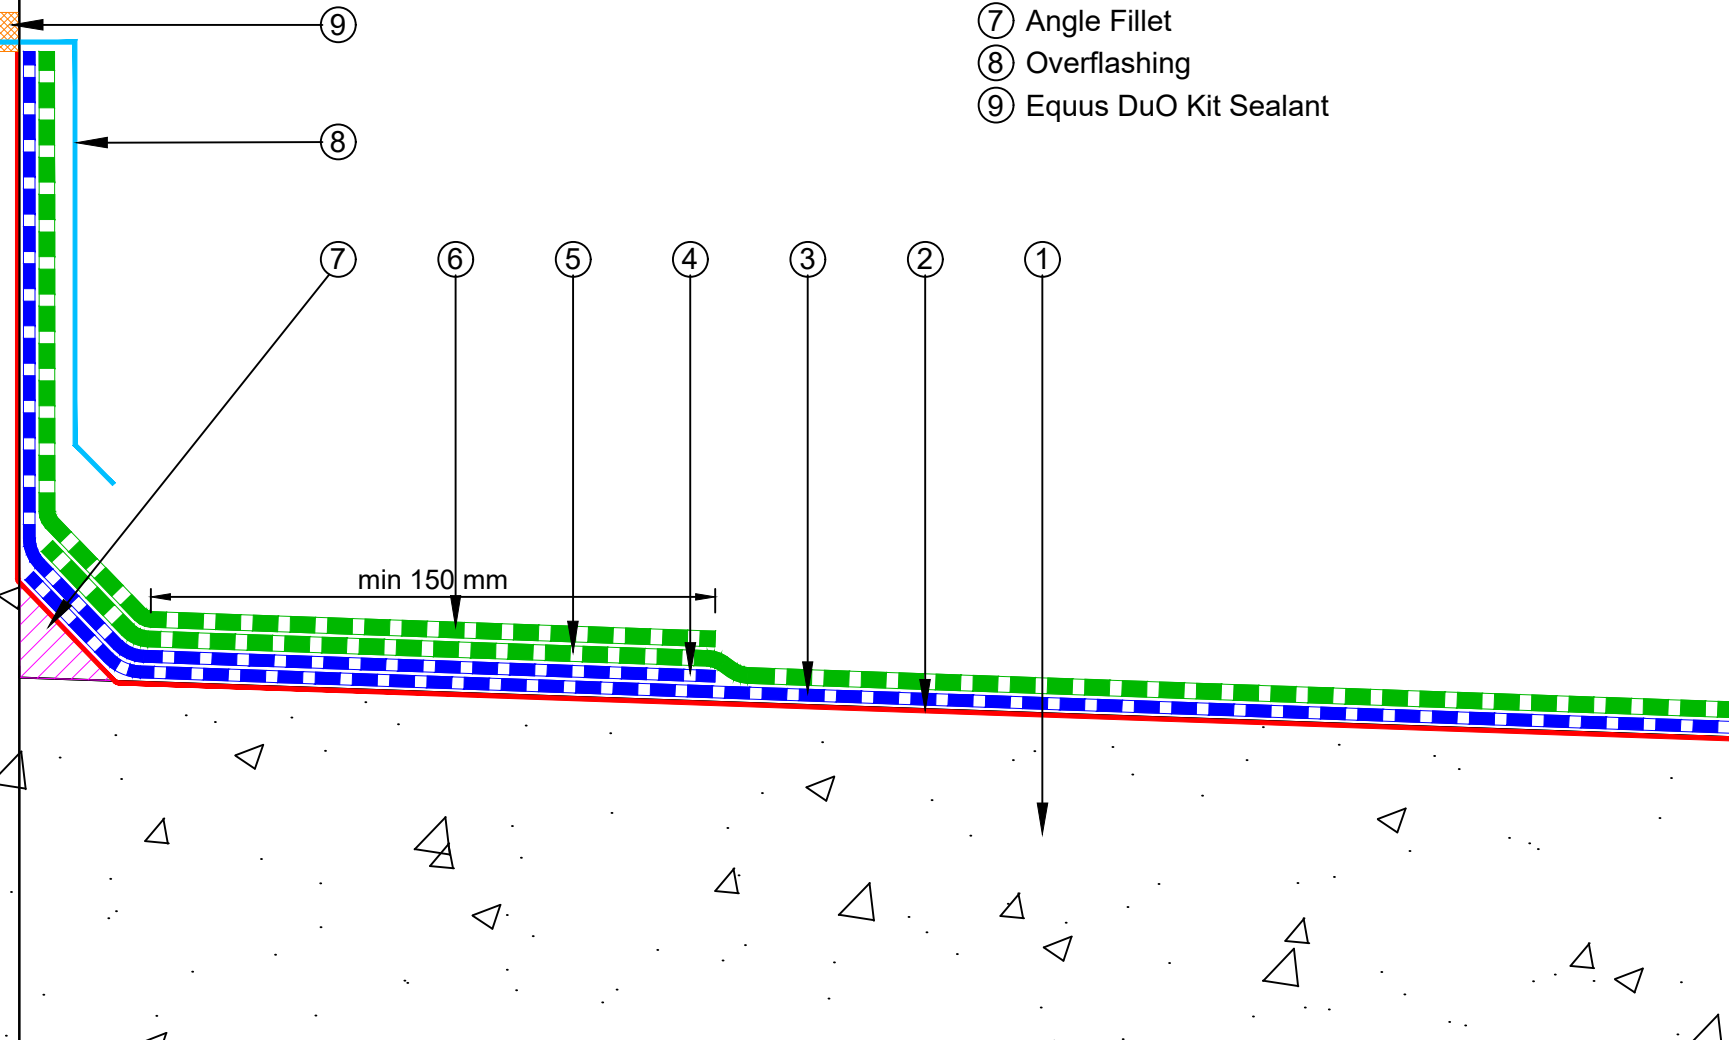 ⑨
⑦ Angle Fillet
⑧ Overflashing
⑨ Equus DuO Kit Sealant
⑧
⑦ ⑥ ⑤ ④ ③ ② ①
min 150 mm